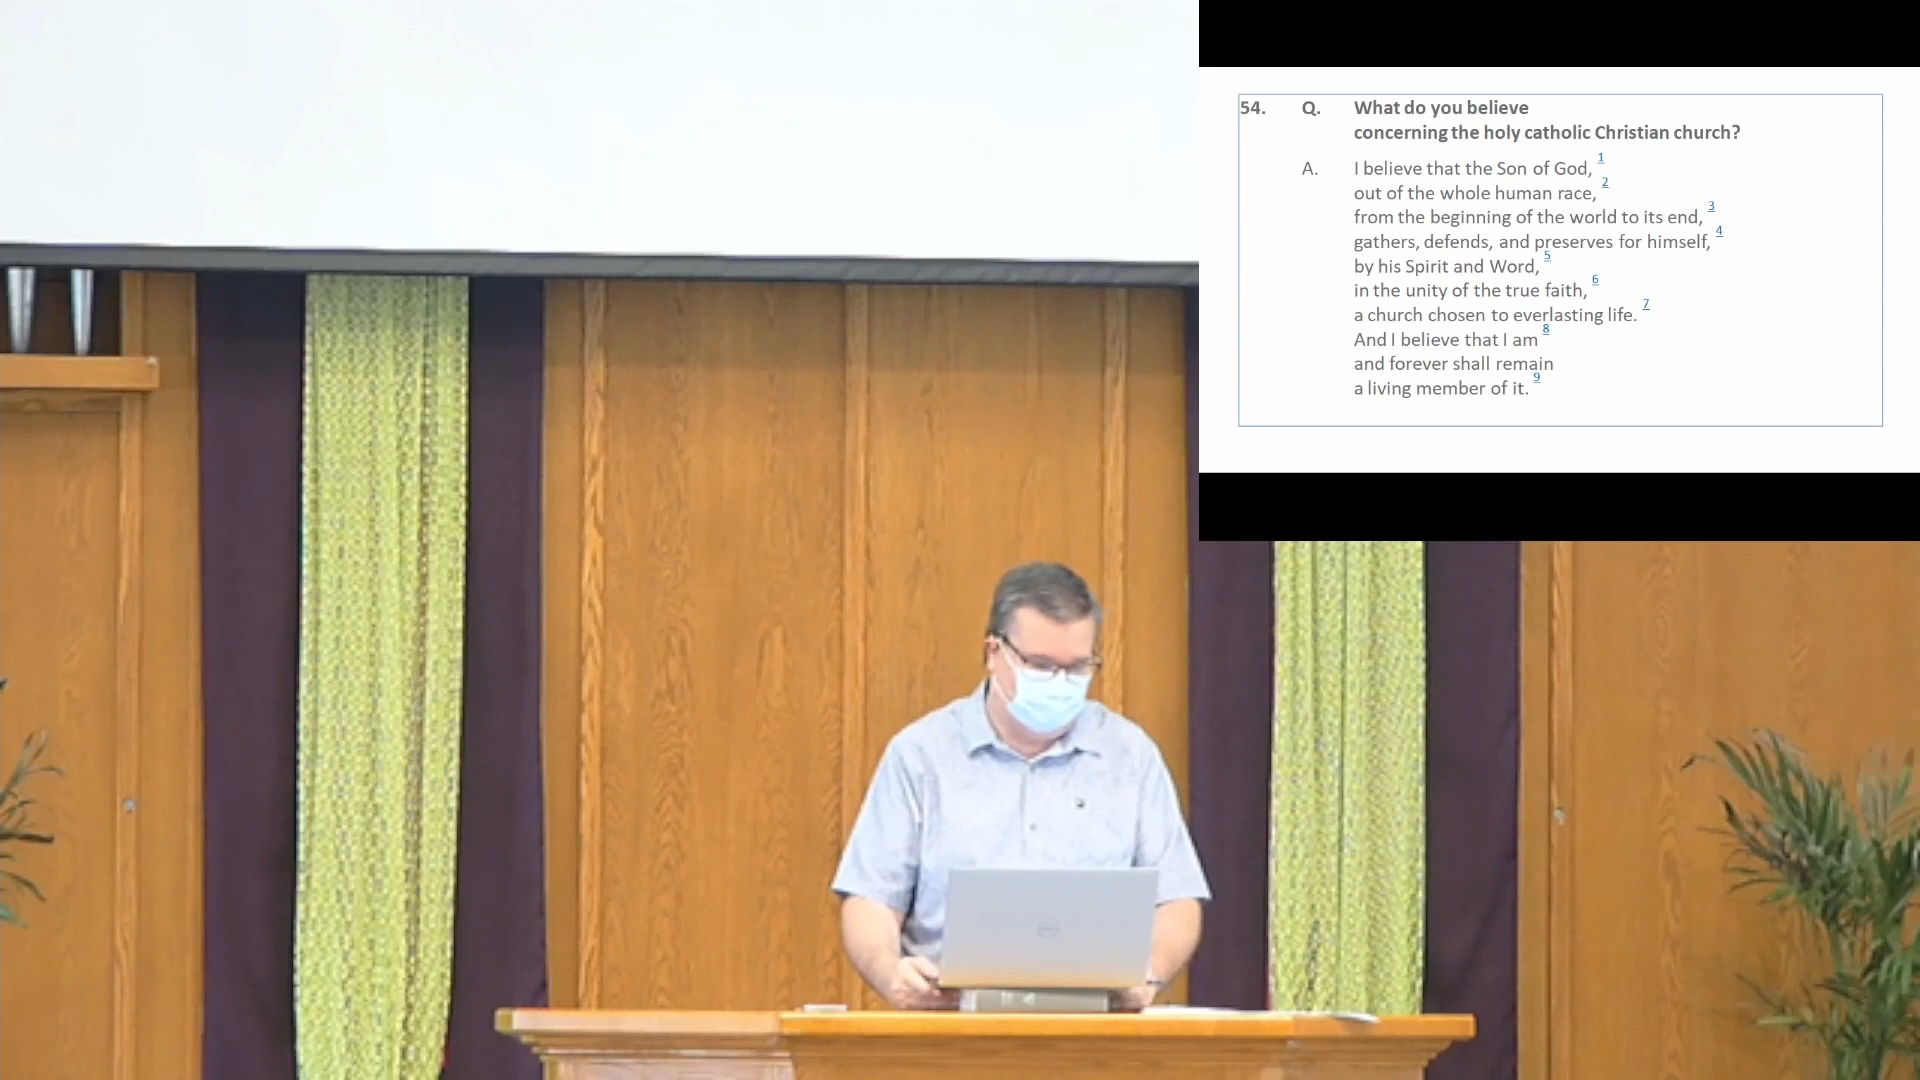 54. Q. What do you believe
concerning the holy catholic Christian church?
A. I believe that the Son of God, 1
out of the whole human race, 2
from the beginning of the world to its end, 3
gathers, defends, and preserves for himself, 4
by his Spirit and Word, 5
in the unity of the true faith, 6
a church chosen to everlasting life. 7
And I believe that I am 8
and forever shall remain
a living member of it. 9